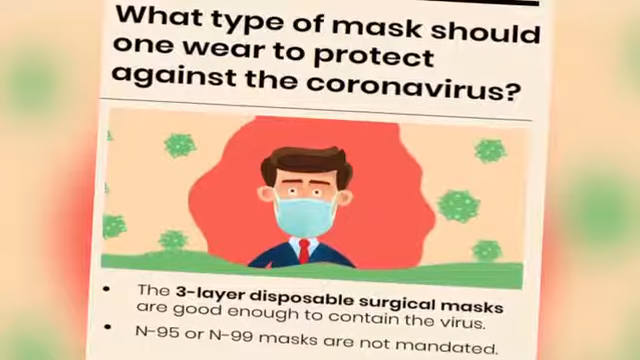 What type of mask should
one wear to protect
against the coronavirus?
The 3-layer disposable surgical masks
are good enough to contain the virus.
N-95 or N-99 masks are not mandated.